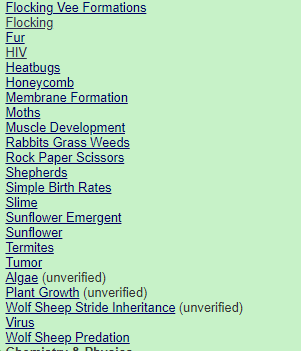 Flocking Vee Formations
Flocking
Fur
HIV
Heatbugs
Honeycomb
Membrane Formation
Moths
Muscle Development
Rabbits Grass Weeds
Rock Paper Scissors
Shepherds
Simple Birth Rates
Slime
Sunflower Emergent
Sunflower
Termites
Tumor
Algae (unverified)
Plant Growth (unverified)
Wolf Sheep Stride Inheritance (unverified)
Virus
Wolf Sheep Predation
Chemistry & Physics